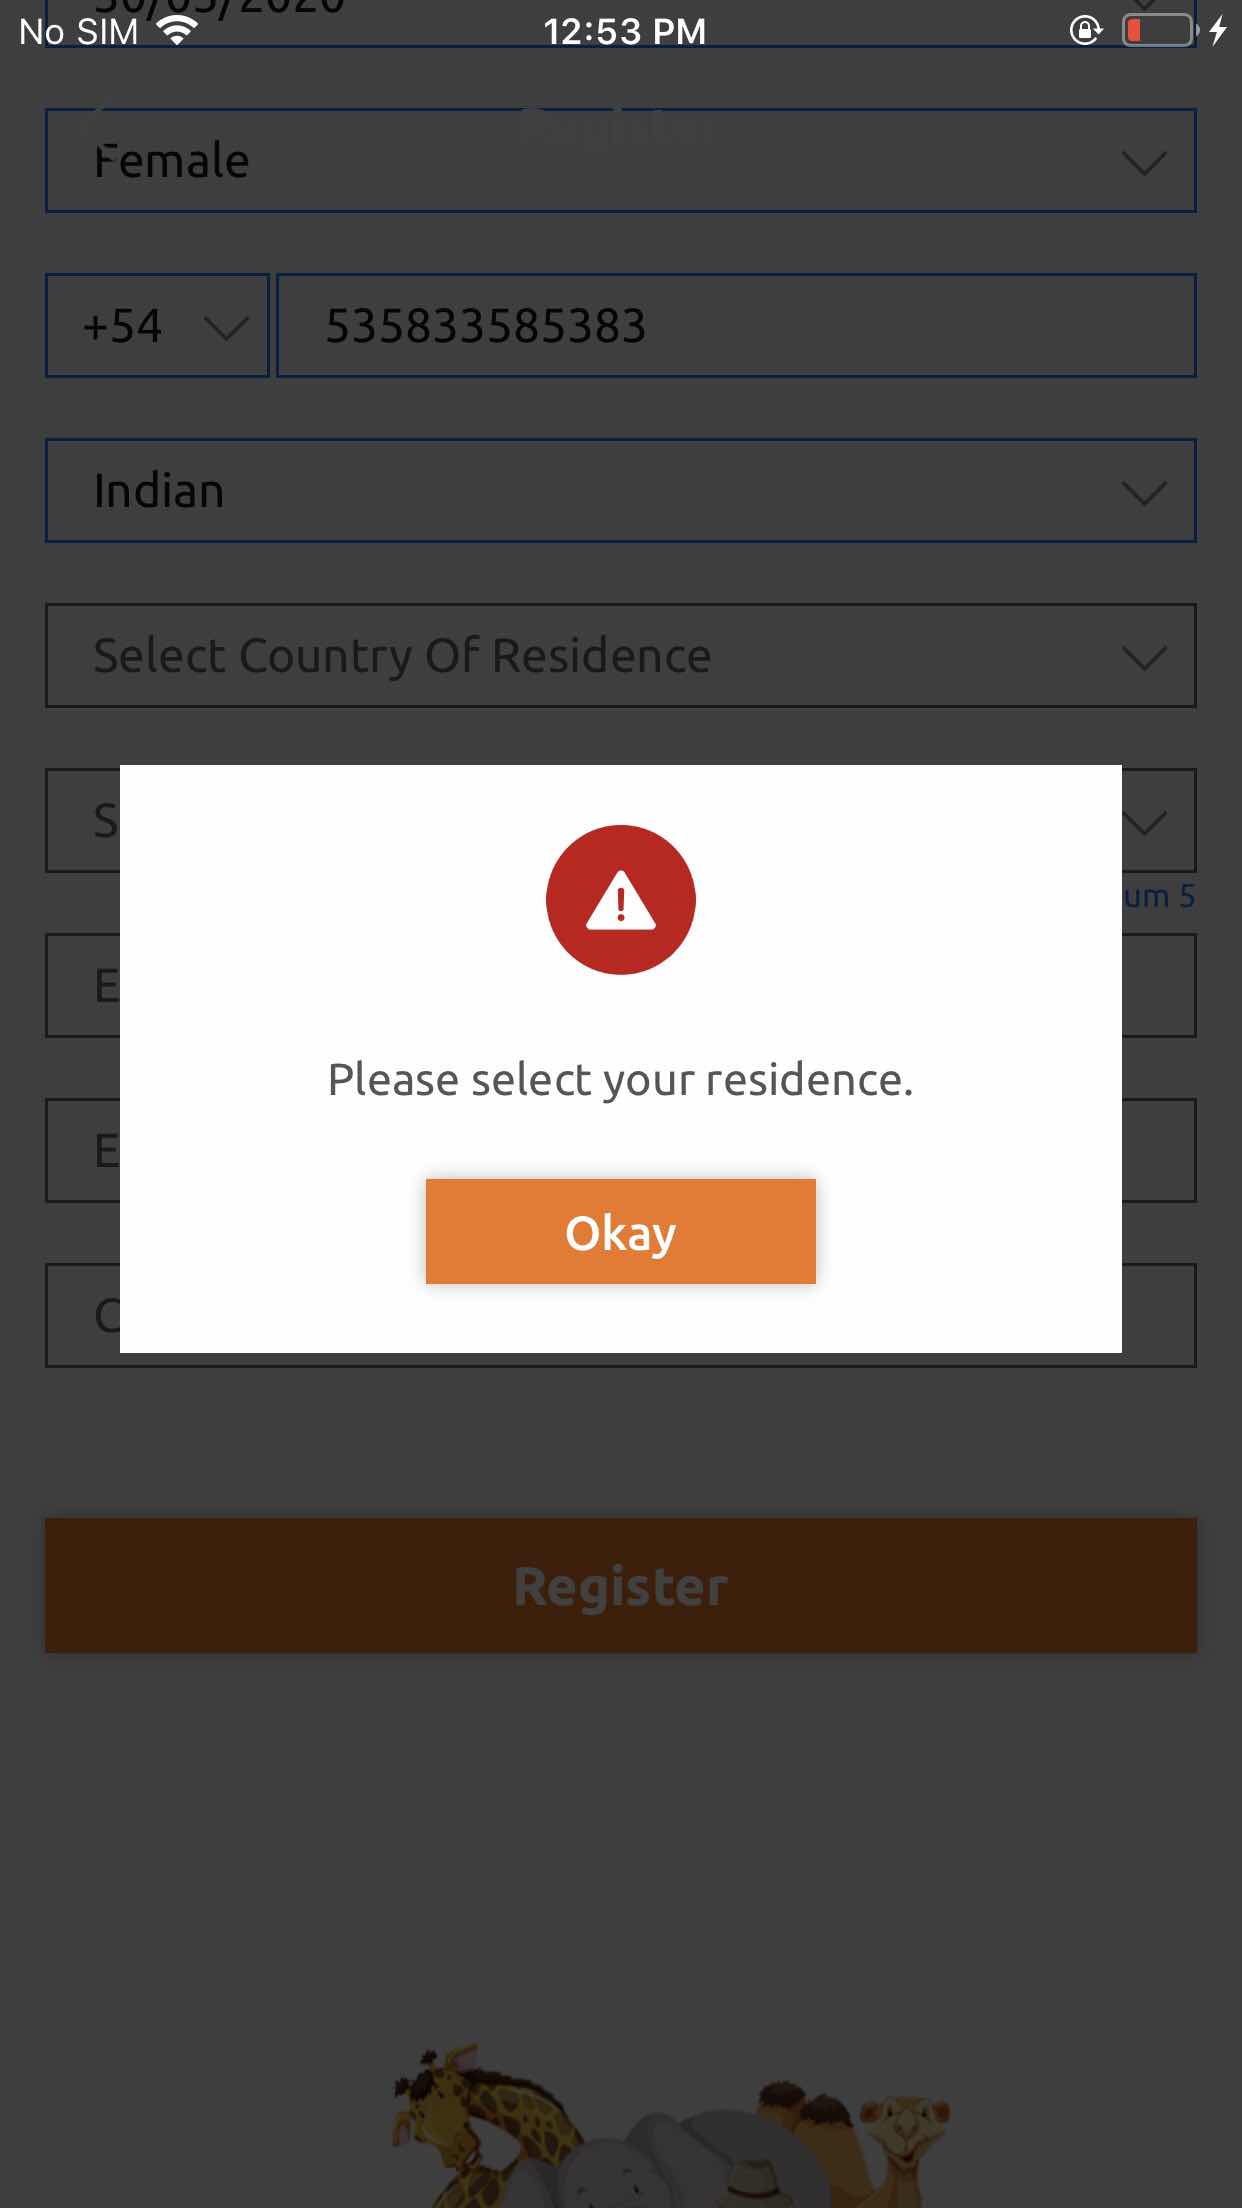 No SIM 12:53 PM
30/05/2020
Register
Female
+54 535833585383
Indian
Select Country Of Residence
S
um 5
E
Please select your residence.
E
Okay
Register